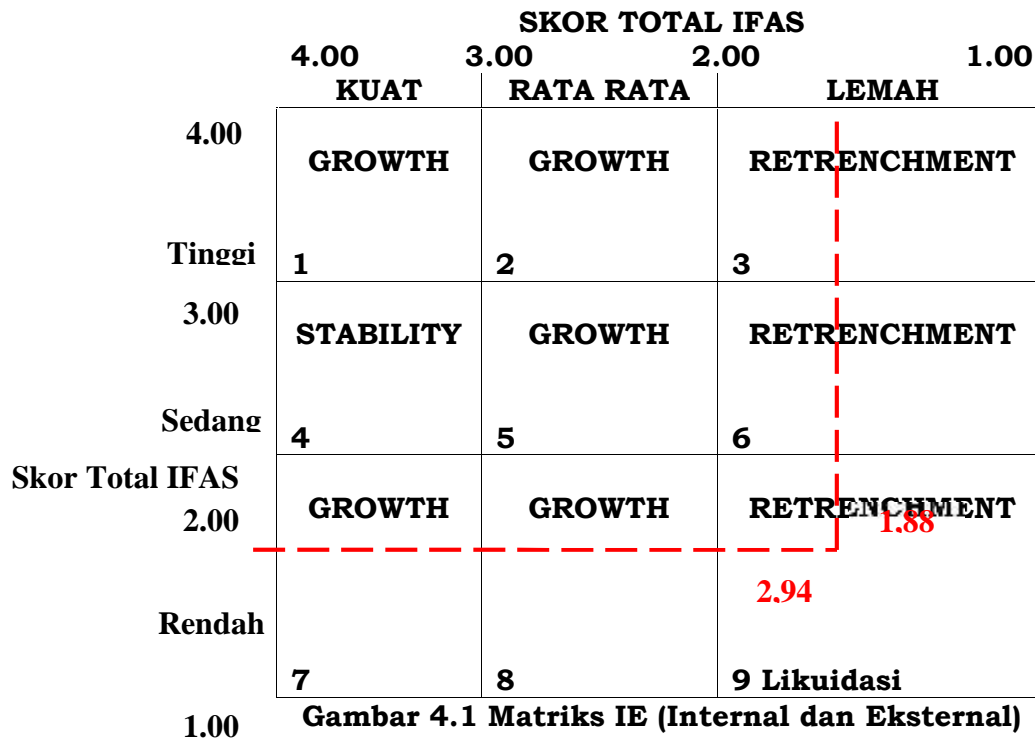 SKOR TOTAL IFAS
4.00 3.00 2.00 1.00
KUAT RATA RATA LEMAH
4.00
GROWTH GROWTH RETRENCHMENT
Tinggi
1 2 3
3.00
STABILITY GROWTH RETRENCHMENT
Sedang
4 5 6
Skor Total IFAS
2.00
GROWTH GROWTH RETRENCHMENT
1,88
2,94
Rendah
7 8 9 Likuidasi
1.00
Gambar 4.1 Matriks IE (Internal dan Eksternal)